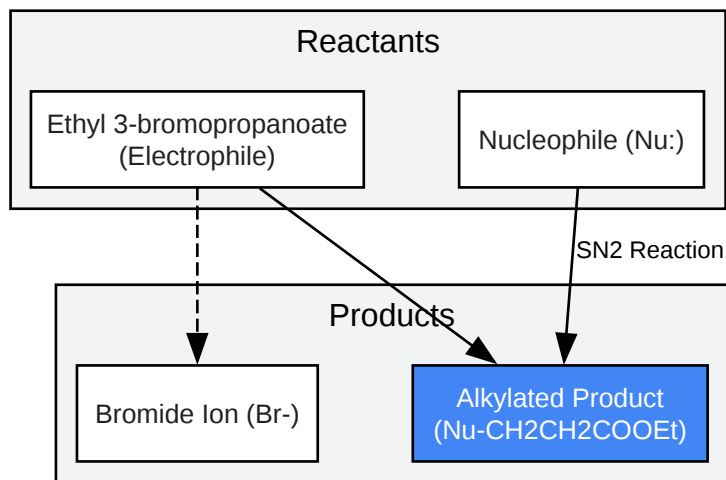 Reactants
Ethyl 3-bromopropanoate
(Electrophile)
Nucleophile (Nu:)
SN2 Reaction
Products
Bromide Ion (Br-)
Alkylated Product
(Nu-CH2CH2COOEt)